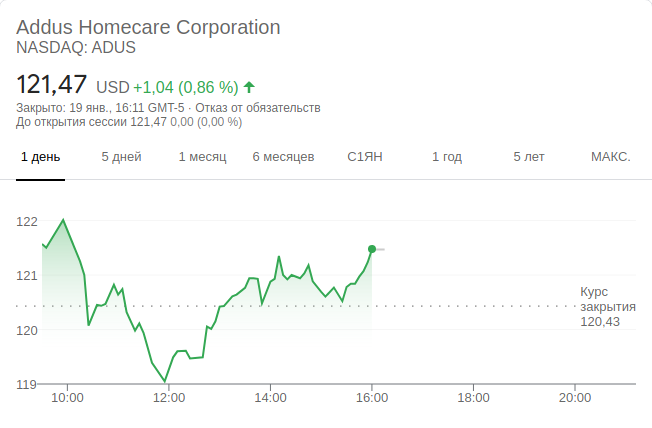 Addus Homecare Corporation
NASDAQ: ADUS
121,47 USD +1,04 (0,86 %)
Закрыто: 19 янв., 16:11 GMT-5 · Отказ от обязательств
До открытия сессии 121,47 0,00 (0,00 %)
1 день 5 дней 1 месяц 6 месяцев С1ЯН 1 год 5 лет МАКС.
122
121
Курс
закрытия
120,43
120
119
10:00 12:00 14:00 16:00 18:00 20:00